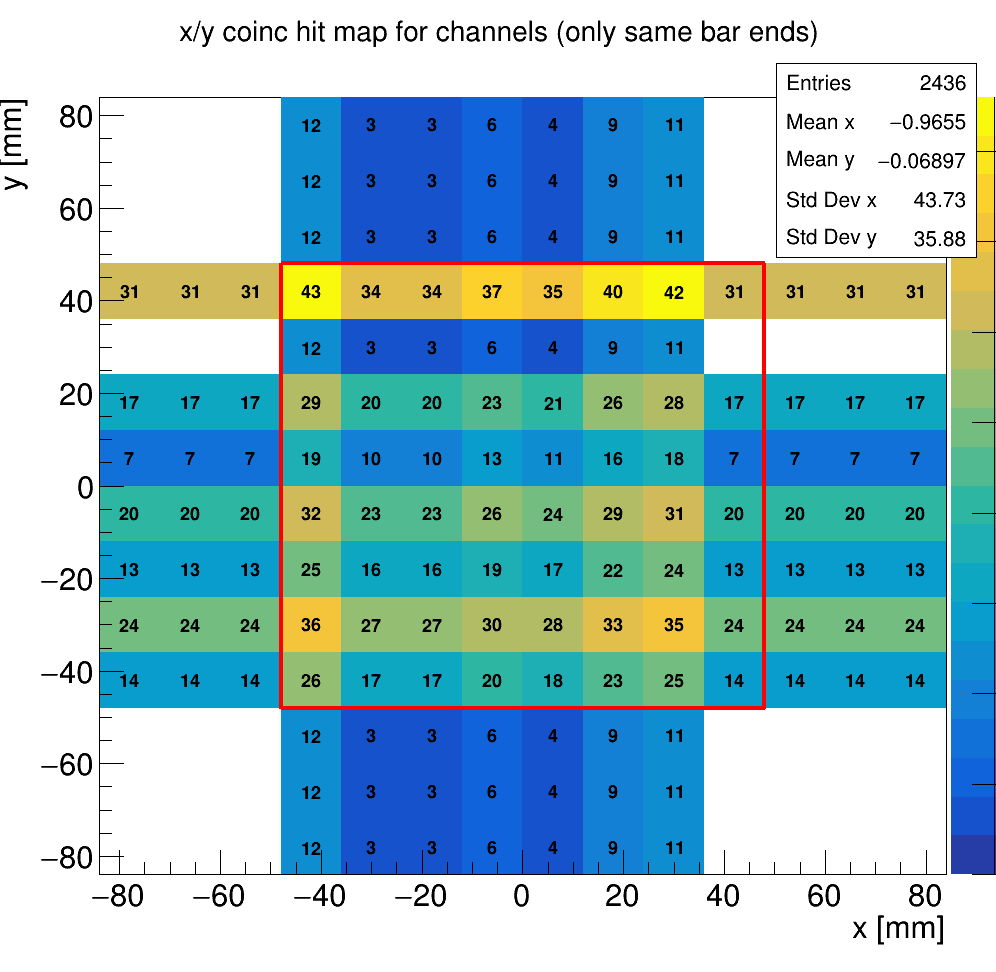 x/y coinc hit map for channels (only same bar ends)
Entries 2436
Mean x −0.9655
Mean y −0.06897
Std Dev x 43.73
Std Dev y 35.88
y [mm]
80 12 3 3 6 4 9 11
12 3 3 6 4 9 11
60
12 3 3 6 4 9 11
40 31 31 31 43 34 34 37 35 40 42 31 31 31 31
12 3 3 6 4 9 11
20 17 17 17 29 20 20 23 21 26 28 17 17 17 17
7 7 7 19 10 10 13 11 16 18 7 7 7 7
0
20 20 20 32 23 23 26 24 29 31 20 20 20 20
−20 13 13 13 25 16 16 19 17 22 24 13 13 13 13
24 24 24 36 27 27 30 28 33 35 24 24 24 24
−40 14 14 14 26 17 17 20 18 23 25 14 14 14 14
12 3 3 6 4 9 11
−60
12 3 3 6 4 9 11
−80 12 3 3 6 4 9 11
−80 −60 −40 −20 0 20 40 60 80
x [mm]